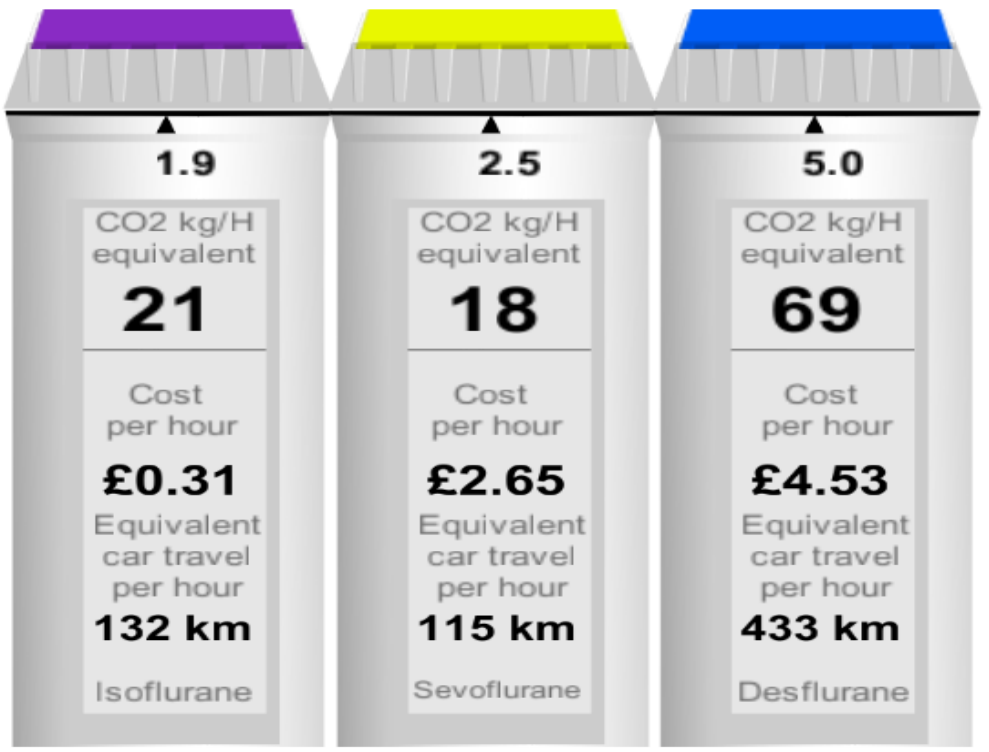 1.9
CO2 kg/H
equivalent
21
Cost
per hour
£0.31
Equivalent
car travel
per hour
132 km
Isoflurane
2.5
CO2 kg/H
equivalent
18
Cost
per hour
£2.65
Equivalent
car travel
per hour
115 km
Sevoflurane
5.0
CO2 kg/H
equivalent
69
Cost
per hour
£4.53
Equivalent
car travel
per hour
433 km
Desflurane